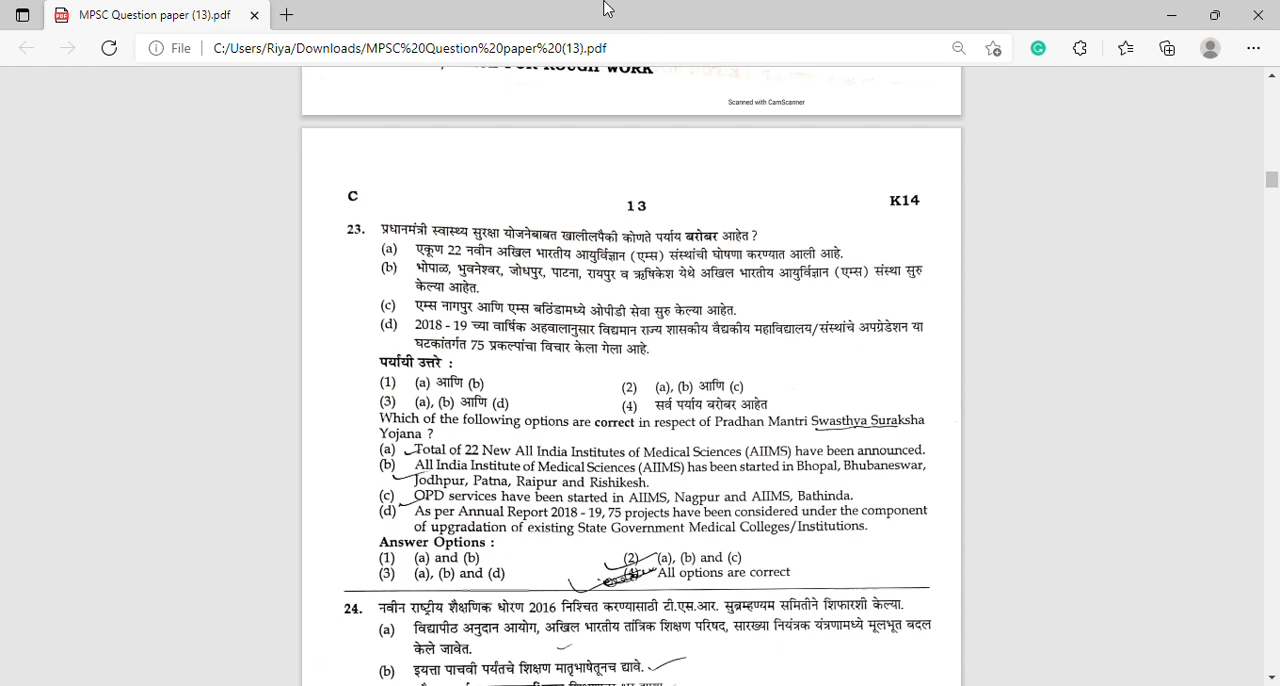 MPSC Question paper (13).pdf
File C:/Users/Riya/Downloads/MPSC%20Question%20paper%20(13).pdf
FOR ROUGH WORK
Scanned with CamScanner
C 13 K14
23. प्रधानमंत्री स्वास्थ्य सुरक्षा योजनेबाबत खालीलपैकी कोणते पर्याय बरोबर आहेत ?
(a) एकूण 22 नवीन अखिल भारतीय आयुर्विज्ञान (एम्स) संस्थांची घोषणा करण्यात आली आहे.
(b) भोपाळ, भुवनेश्वर, जोधपुर, पाटना, रायपुर व ऋषिकेश येथे अखिल भारतीय आयुर्विज्ञान (एम्स) संस्था सुरु
केल्या आहेत.
(c) एम्स नागपुर आणि एम्स बठिंडामध्ये ओपीडी सेवा सुरु केल्या आहेत.
(d) 2018 - 19 च्या वार्षिक अहवालानुसार विद्यमान राज्य शासकीय वैद्यकीय महाविद्यालय/संस्थांचे अपग्रेडेशन या
घटकांतर्गत 75 प्रकल्पांचा विचार केला गेला आहे.
पर्यायी उत्तरे :
(1) (a) आणि (b) (2) (a), (b) आणि (c)
(3) (a), (b) आणि (d) (4) सर्व पर्याय बरोबर आहेत
Which of the following options are correct in respect of Pradhan Mantri Swasthya Suraksha
Yojana ?
(a) Total of 22 New All India Institutes of Medical Sciences (AIIMS) have been announced.
(b) All India Institute of Medical Sciences (AIIMS) has been started in Bhopal, Bhubaneswar,
Jodhpur, Patna, Raipur and Rishikesh.
(c) OPD services have been started in AIIMS, Nagpur and AIIMS, Bathinda.
(d) As per Annual Report 2018 - 19, 75 projects have been considered under the component
of upgradation of existing State Government Medical Colleges/Institutions.
Answer Options :
(1) (a) and (b) (2) (a), (b) and (c)
(3) (a), (b) and (d) (4) All options are correct
24. नवीन राष्ट्रीय शैक्षणिक धोरण 2016 निश्चित करण्यासाठी टी.एस.आर. सुब्रम्हण्यम समितीने शिफारशी केल्या.
(a) विद्यापीठ अनुदान आयोग, अखिल भारतीय तांत्रिक शिक्षण परिषद, सारख्या नियंत्रक यंत्रणामध्ये मूलभूत बदल
केले जावेत.
(b) इयत्ता पाचवी पर्यंतचे शिक्षण मातृभाषेतूनच द्यावे.